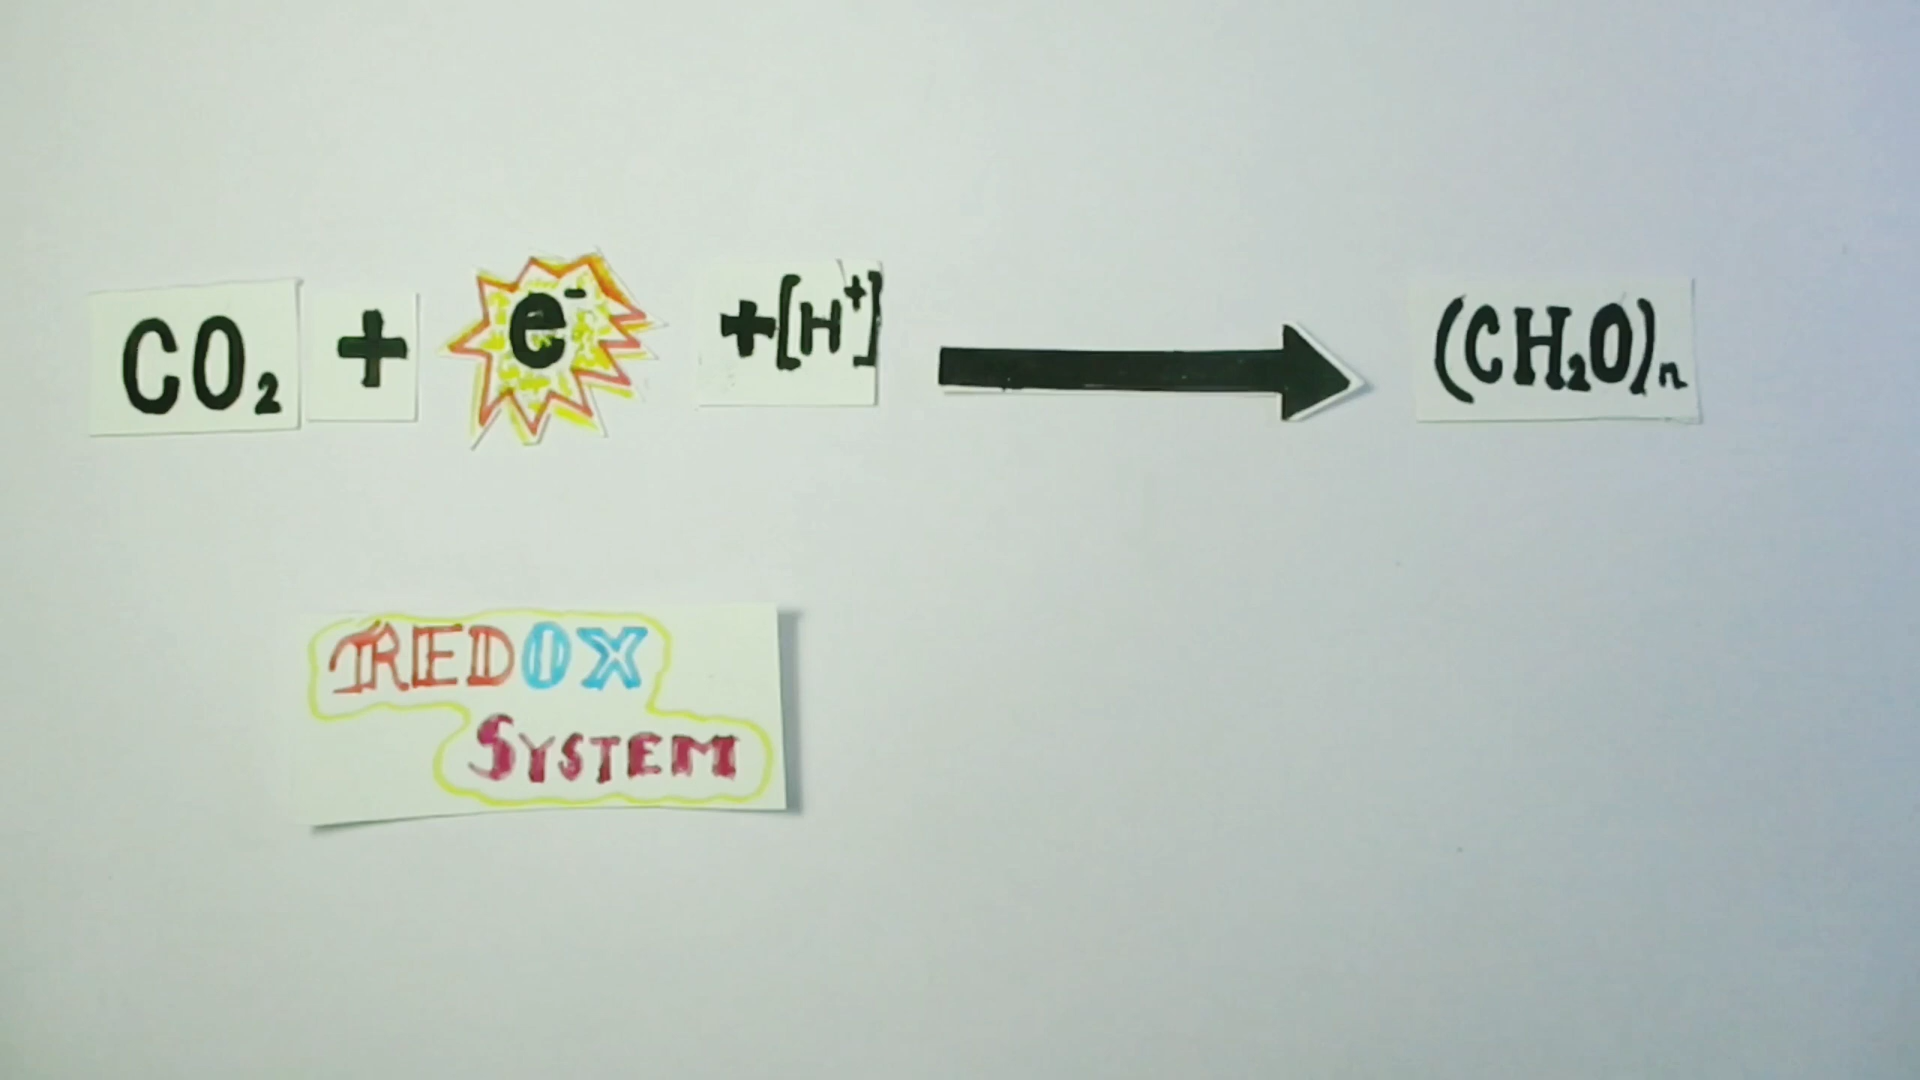 CO₂ + e⁻ +[H⁺] (CH₂O)ₙ
REDOX
SYSTEM